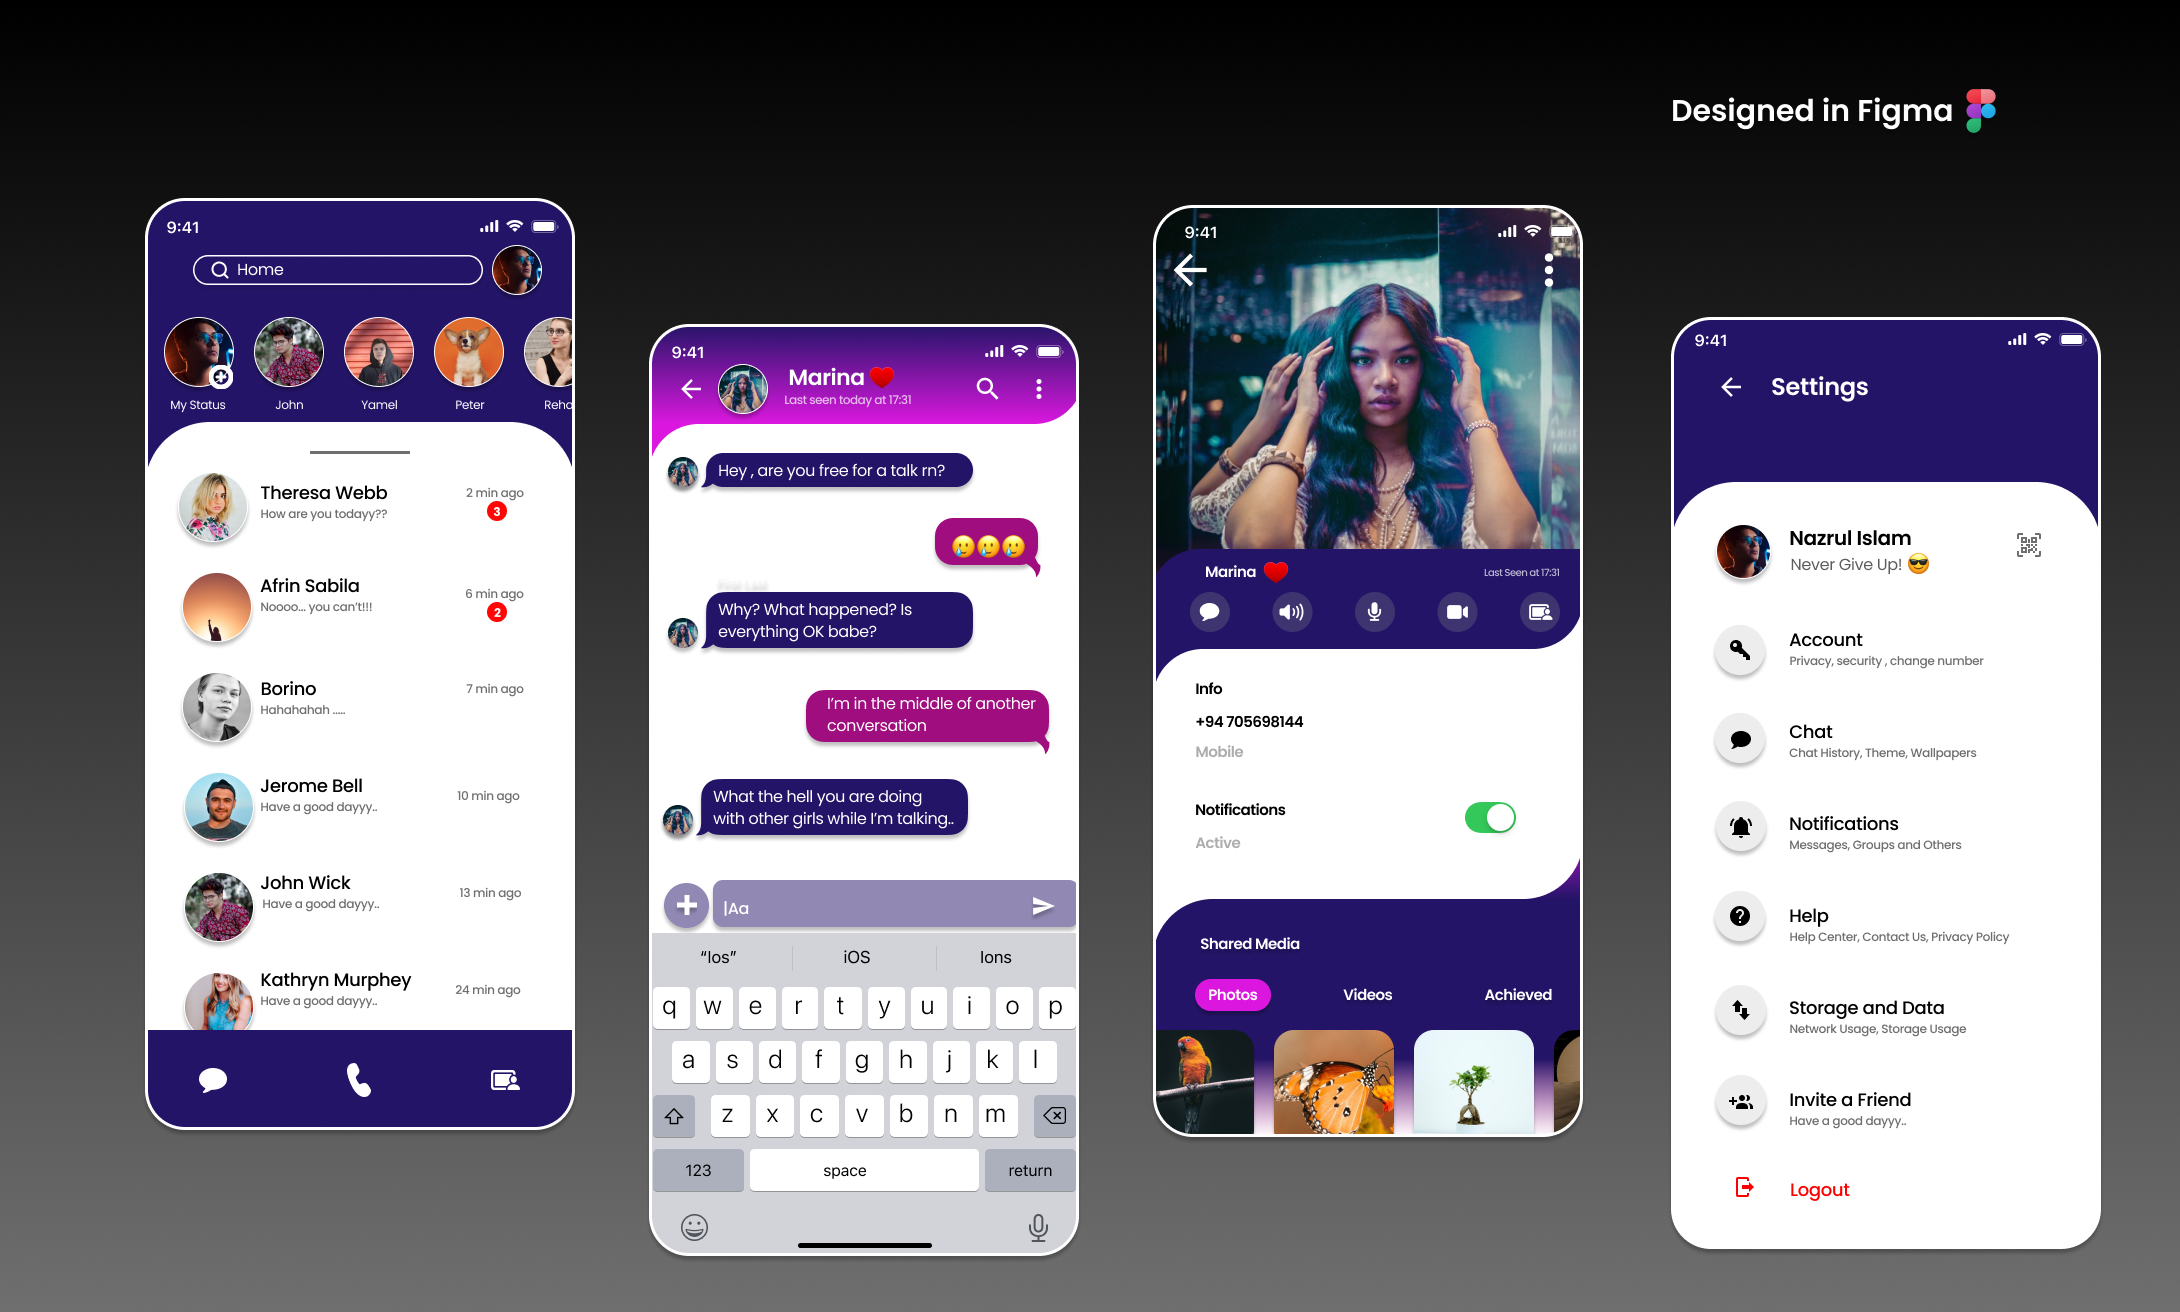 Designed in Figma
9:41
Home
My Status
John
Yamel
Peter
Reha
Theresa Webb
How are you todayy??
2 min ago
3
Afrin Sabila
Noooo... you can't!!!
6 min ago
2
Borino
Hahahahah .....
7 min ago
Jerome Bell
Have a good dayyy..
10 min ago
John Wick
Have a good dayyy..
13 min ago
Kathryn Murphey
Have a good dayyy..
24 min ago
9:41
Marina ❤️
Last seen today at 17:31
Hey , are you free for a talk rn?
🥲🥲🥲
Why? What happened? Is
everything OK babe?
I'm in the middle of another
conversation
What the hell you are doing
with other girls while I'm talking..
|Aa
“Ios” iOS Ions
q w e r t y u i o p
a s d f g h j k l
z x c v b n m
123 space return
9:41
Marina ❤️
Last Seen at 17:31
Info
+94 705698144
Mobile
Notifications
Active
Shared Media
Photos Videos Achieved
9:41
Settings
Nazrul Islam
Never Give Up! 😎
Account
Privacy, security , change number
Chat
Chat History, Theme, Wallpapers
Notifications
Messages, Groups and Others
Help
Help Center, Contact Us, Privacy Policy
Storage and Data
Network Usage, Storage Usage
Invite a Friend
Have a good dayyy..
Logout